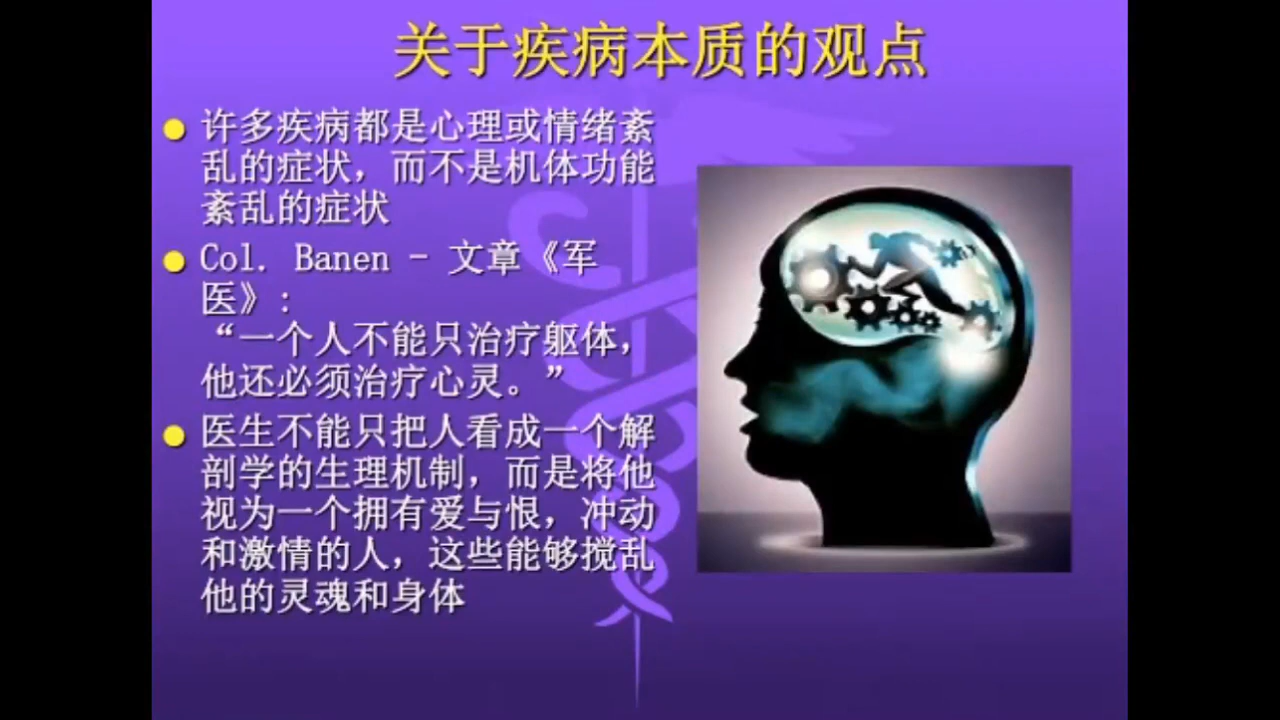 关于疾病本质的观点
许多疾病都是心理或情绪紊
乱的症状，而不是机体功能
紊乱的症状
Col. Banen - 文章《军
医》:
“一个人不能只治疗躯体，
他还必须治疗心灵。”
医生不能只把人看成一个解
剖学的生理机制，而是将他
视为一个拥有爱与恨，冲动
和激情的人，这些能够搅乱
他的灵魂和身体